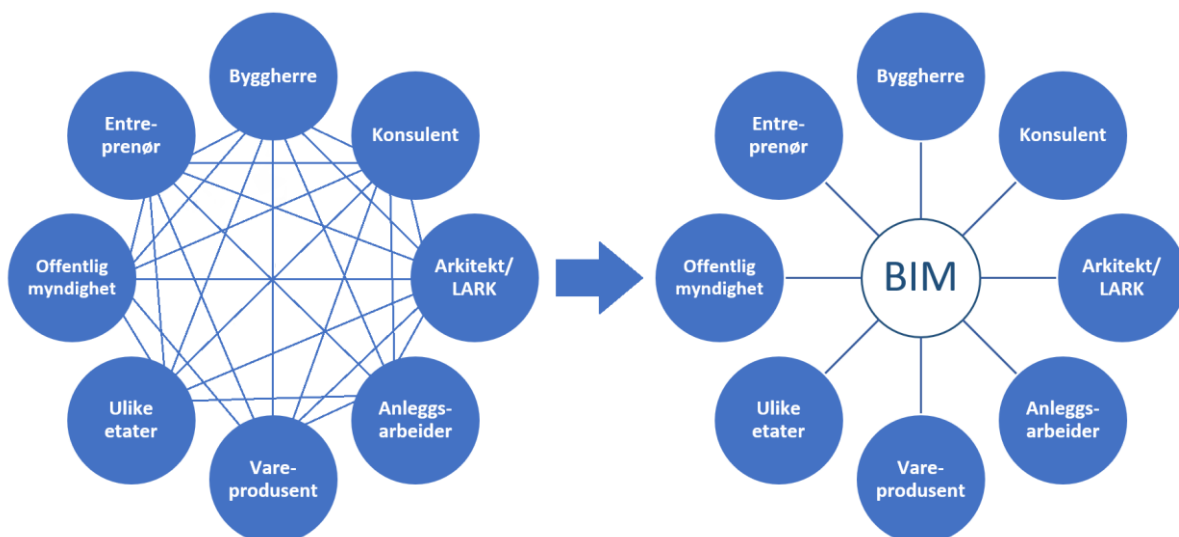 Byggherre
Entre-
prenør
Konsulent
Offentlig
myndighet
Arkitekt/
LARK
Ulike
etater
Anleggs-
arbeider
Vare-
produsent
Byggherre
Entre-
prenør
Konsulent
Offentlig
myndighet
BIM
Arkitekt/
LARK
Ulike
etater
Anleggs-
arbeider
Vare-
produsent